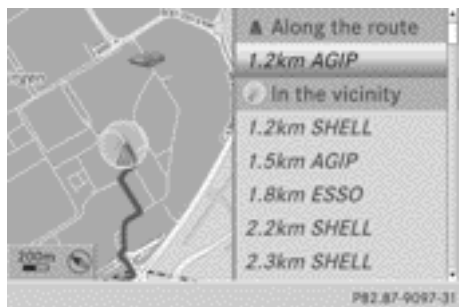 Along the route
1.2km AGIP
In the vicinity
1.2km SHELL
1.5km AGIP
1.8km ESSO
2.2km SHELL
2.3km SHELL
200m
P82.87-9097-31